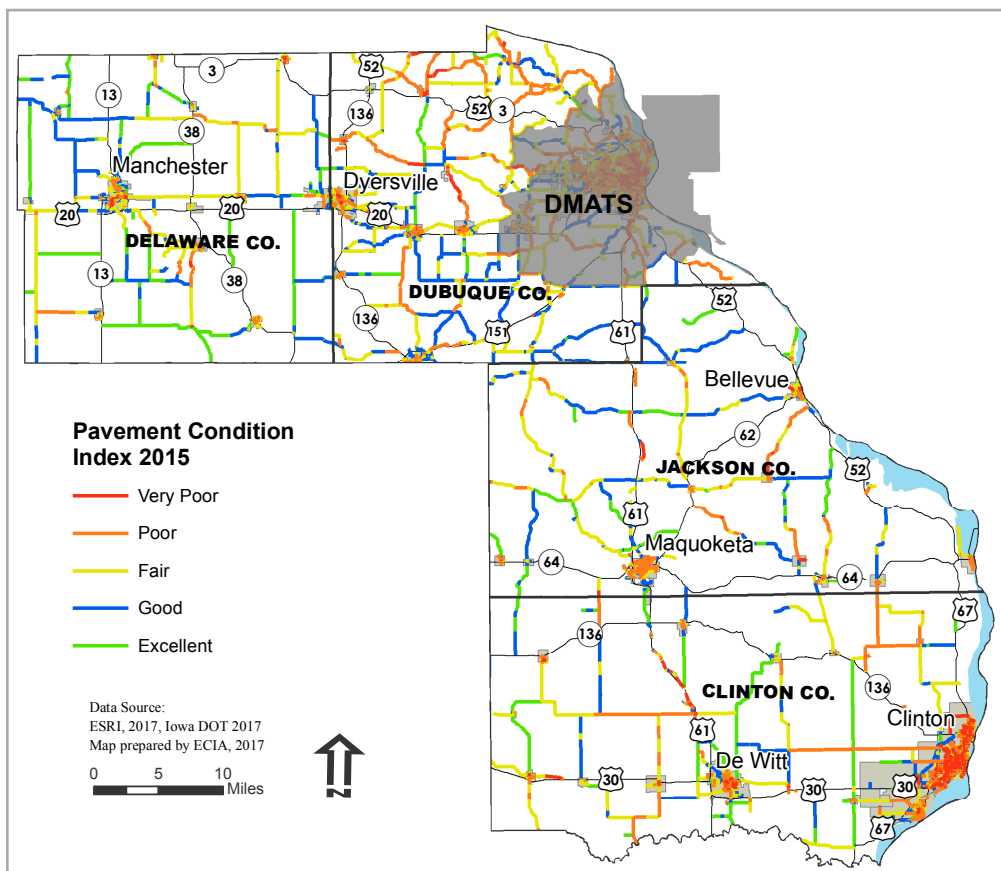 52
3
13
136
52
3
38
Manchester
Dyersville
DMATS
20
20
20
DELAWARE CO.
13
38
DUBUQUE CO.
136
151
61
52
Bellevue
62
JACKSON CO.
52
61
Maquoketa
64
64
67
136
CLINTON CO.
136
Clinton
61
De Witt
30
30
30
67
Pavement Condition
Index 2015
Very Poor
Poor
Fair
Good
Excellent
Data Source:
ESRI, 2017, Iowa DOT 2017
Map prepared by ECIA, 2017
0 5 10
Miles
N